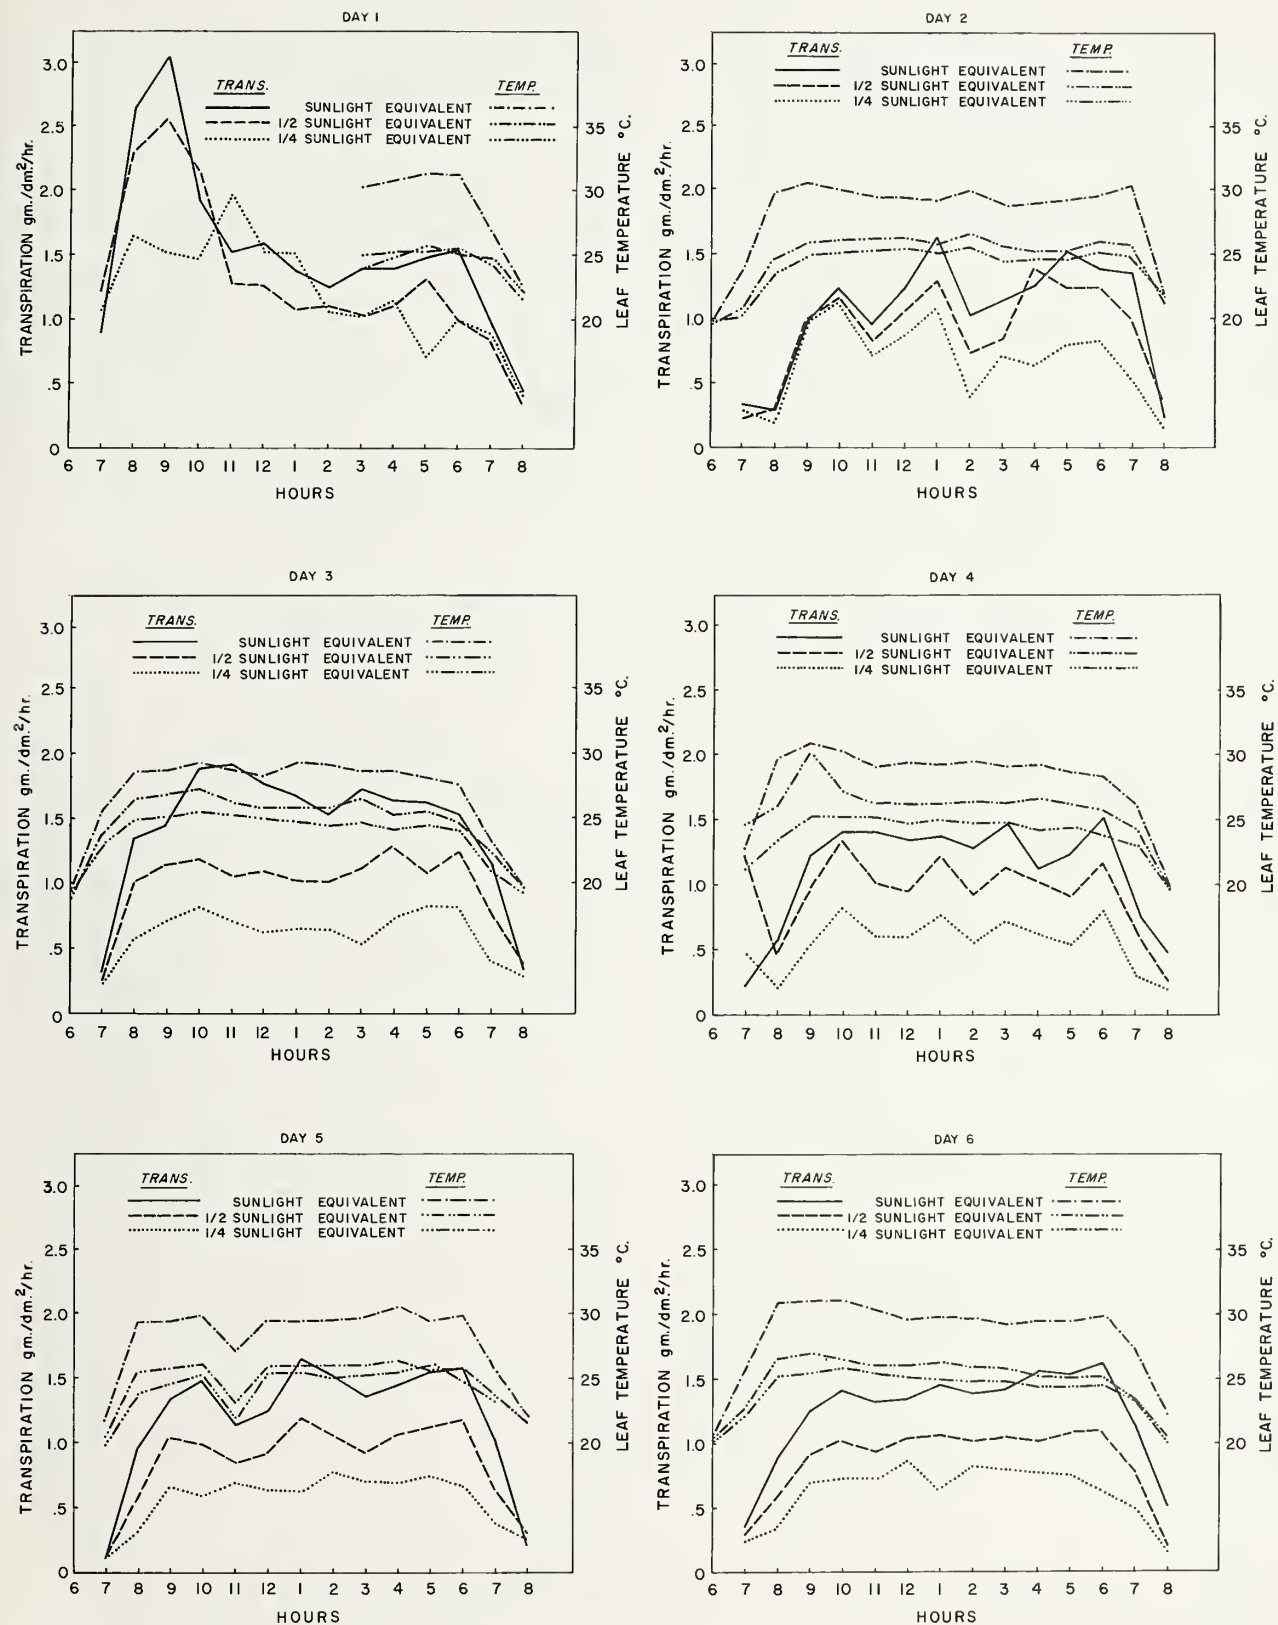 DAY 1
TRANS. TEMP.
SUNLIGHT EQUIVALENT
1/2 SUNLIGHT EQUIVALENT
1/4 SUNLIGHT EQUIVALENT
3.0
2.5
2.0
1.5
1.0
.5
0
TRANSPIRATION gm./dm.²/hr.
35
30
25
20
LEAF TEMPERATURE °C.
6 7 8 9 10 11 12 1 2 3 4 5 6 7 8
HOURS
DAY 2
TRANS. TEMP.
SUNLIGHT EQUIVALENT
1/2 SUNLIGHT EQUIVALENT
1/4 SUNLIGHT EQUIVALENT
3.0
2.5
2.0
1.5
1.0
.5
0
TRANSPIRATION gm./dm.²/hr.
35
30
25
20
LEAF TEMPERATURE °C.
6 7 8 9 10 11 12 1 2 3 4 5 6 7 8
HOURS
DAY 3
TRANS. TEMP.
SUNLIGHT EQUIVALENT
1/2 SUNLIGHT EQUIVALENT
1/4 SUNLIGHT EQUIVALENT
3.0
2.5
2.0
1.5
1.0
.5
0
TRANSPIRATION gm./dm.²/hr.
35
30
25
20
LEAF TEMPERATURE °C.
6 7 8 9 10 11 12 1 2 3 4 5 6 7 8
HOURS
DAY 4
TRANS. TEMP.
SUNLIGHT EQUIVALENT
1/2 SUNLIGHT EQUIVALENT
1/4 SUNLIGHT EQUIVALENT
3.0
2.5
2.0
1.5
1.0
.5
0
TRANSPIRATION gm./dm.²/hr.
35
30
25
20
LEAF TEMPERATURE °C.
6 7 8 9 10 11 12 1 2 3 4 5 6 7 8
HOURS
DAY 5
TRANS. TEMP.
SUNLIGHT EQUIVALENT
1/2 SUNLIGHT EQUIVALENT
1/4 SUNLIGHT EQUIVALENT
3.0
2.5
2.0
1.5
1.0
.5
0
TRANSPIRATION gm./dm.²/hr.
35
30
25
20
LEAF TEMPERATURE °C.
6 7 8 9 10 11 12 1 2 3 4 5 6 7 8
HOURS
DAY 6
TRANS. TEMP.
SUNLIGHT EQUIVALENT
1/2 SUNLIGHT EQUIVALENT
1/4 SUNLIGHT EQUIVALENT
3.0
2.5
2.0
1.5
1.0
.5
0
TRANSPIRATION gm./dm.²/hr.
35
30
25
20
LEAF TEMPERATURE °C.
6 7 8 9 10 11 12 1 2 3 4 5 6 7 8
HOURS